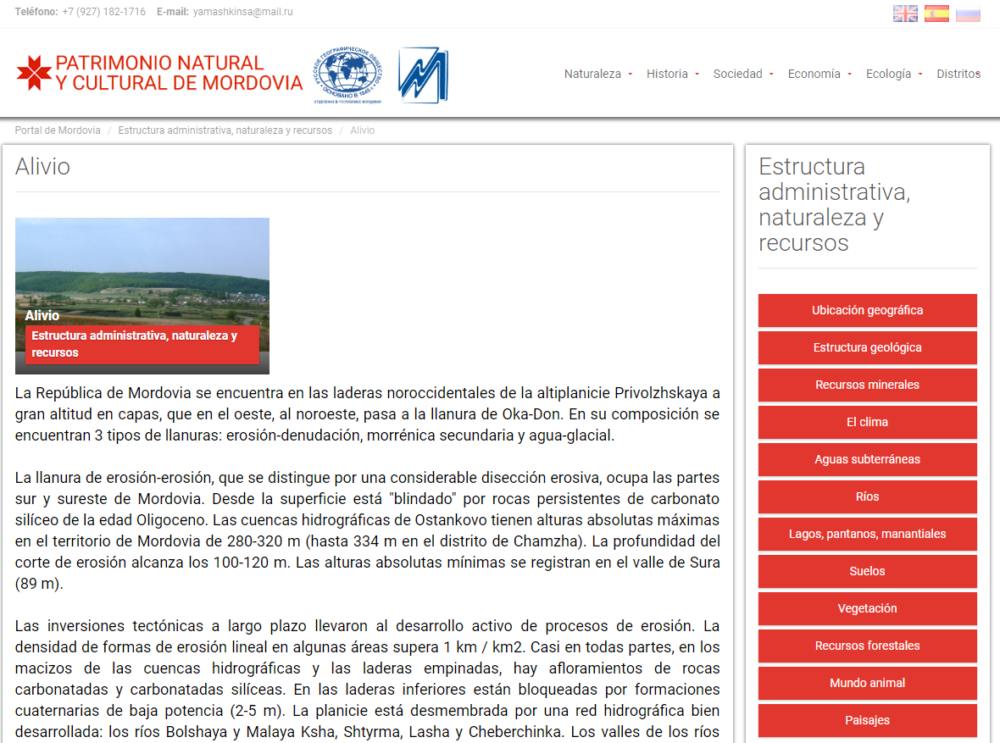 Teléfono: +7 (927) 182-1716 E-mail: yamashkinsa@mail.ru
PATRIMONIO NATURAL
Y CULTURAL DE MORDOVIA
РУССКОЕ ГЕОГРАФИЧЕСКОЕ ОБЩЕСТВО
ОСНОВАНО В 1845 г.
ОТДЕЛЕНИЕ В РЕСПУБЛИКЕ МОРДОВИЯ
Naturaleza Historia Sociedad Economía Ecología Distritos
Portal de Mordovia / Estructura administrativa, naturaleza y recursos / Alivio
Alivio
Alivio
Estructura administrativa, naturaleza y
recursos
La República de Mordovia se encuentra en las laderas noroccidentales de la altiplanicie Privolzhskaya a
gran altitud en capas, que en el oeste, al noroeste, pasa a la llanura de Oka-Don. En su composición se
encuentran 3 tipos de llanuras: erosión-denudación, morrénica secundaria y agua-glacial.
La llanura de erosión-erosión, que se distingue por una considerable disección erosiva, ocupa las partes
sur y sureste de Mordovia. Desde la superficie está "blindado" por rocas persistentes de carbonato
silíceo de la edad Oligoceno. Las cuencas hidrográficas de Ostankovo tienen alturas absolutas máximas
en el territorio de Mordovia de 280-320 m (hasta 334 m en el distrito de Chamzha). La profundidad del
corte de erosión alcanza los 100-120 m. Las alturas absolutas mínimas se registran en el valle de Sura
(89 m).
Las inversiones tectónicas a largo plazo llevaron al desarrollo activo de procesos de erosión. La
densidad de formas de erosión lineal en algunas áreas supera 1 km / km2. Casi en todas partes, en los
macizos de las cuencas hidrográficas y las laderas empinadas, hay afloramientos de rocas
carbonatadas y carbonatadas silíceas. En las laderas inferiores están bloqueadas por formaciones
cuaternarias de baja potencia (2-5 m). La planicie está desmembrada por una red hidrográfica bien
desarrollada: los ríos Bolshaya y Malaya Ksha, Shtyrma, Lasha y Cheberchinka. Los valles de los ríos
Estructura
administrativa,
naturaleza y
recursos
Ubicación geográfica
Estructura geológica
Recursos minerales
El clima
Aguas subterráneas
Ríos
Lagos, pantanos, manantiales
Suelos
Vegetación
Recursos forestales
Mundo animal
Paisajes